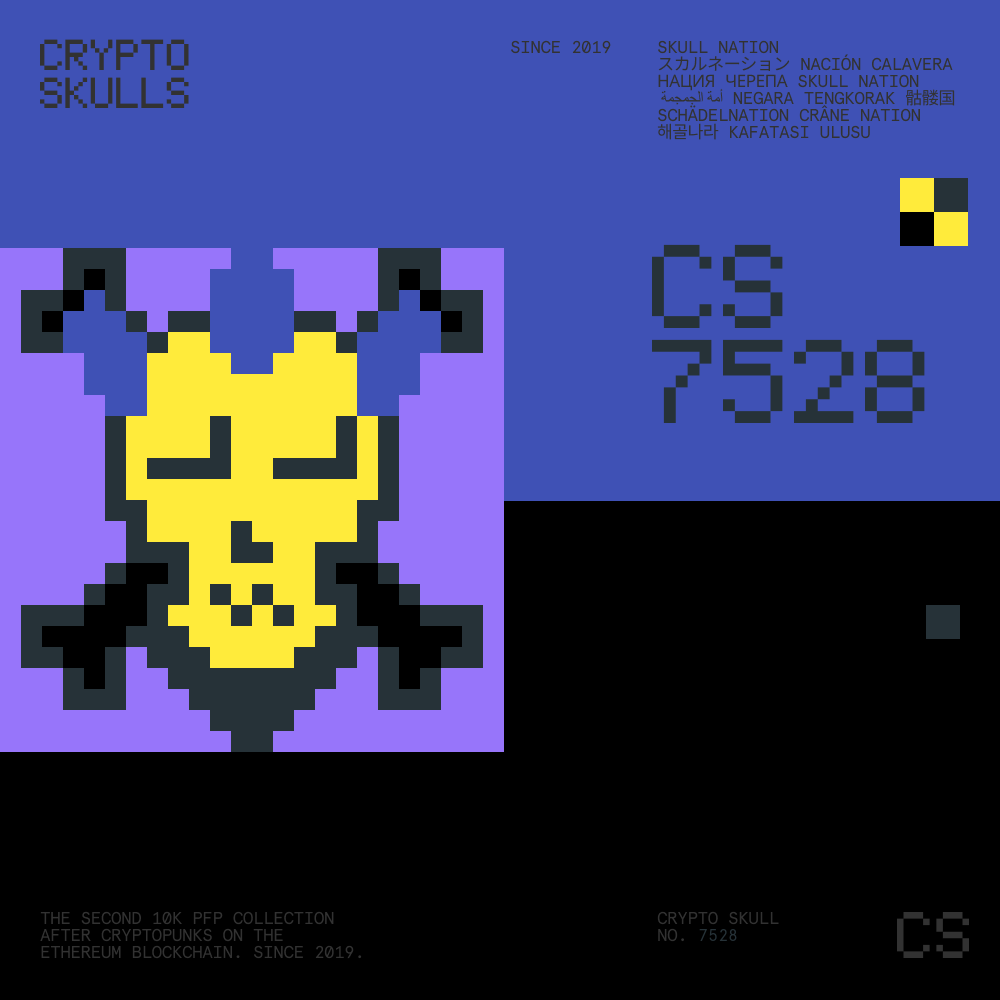 CRYPTO
SKULLS
SINCE 2019
SKULL NATION
スカルネーション NACIÓN CALAVERA
НАЦИЯ ЧЕРЕПА SKULL NATION
أمة الجمجمة NEGARA TENGKORAK 骷髅国
SCHÄDELNATION CRÂNE NATION
해골나라 KAFATASI ULUSU
CS
7528
THE SECOND 10K PFP COLLECTION
AFTER CRYPTOPUNKS ON THE
ETHEREUM BLOCKCHAIN. SINCE 2019.
CRYPTO SKULL
NO. 7528
CS